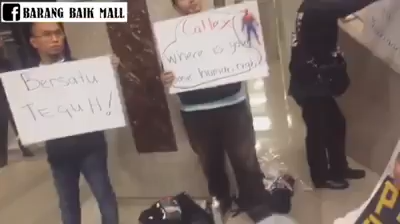 BARANG BAIK MALL
BERSATU
TEGUH!
Caltex
Where is your
human right